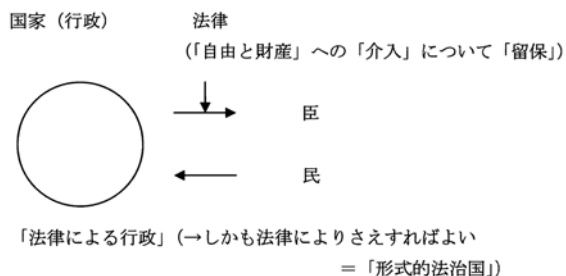 国家（行政）　法律
（「自由と財産」への「介入」について「留保」）
臣
民
「法律による行政」（→しかも法律によりさえすればよい
＝「形式的法治国」）